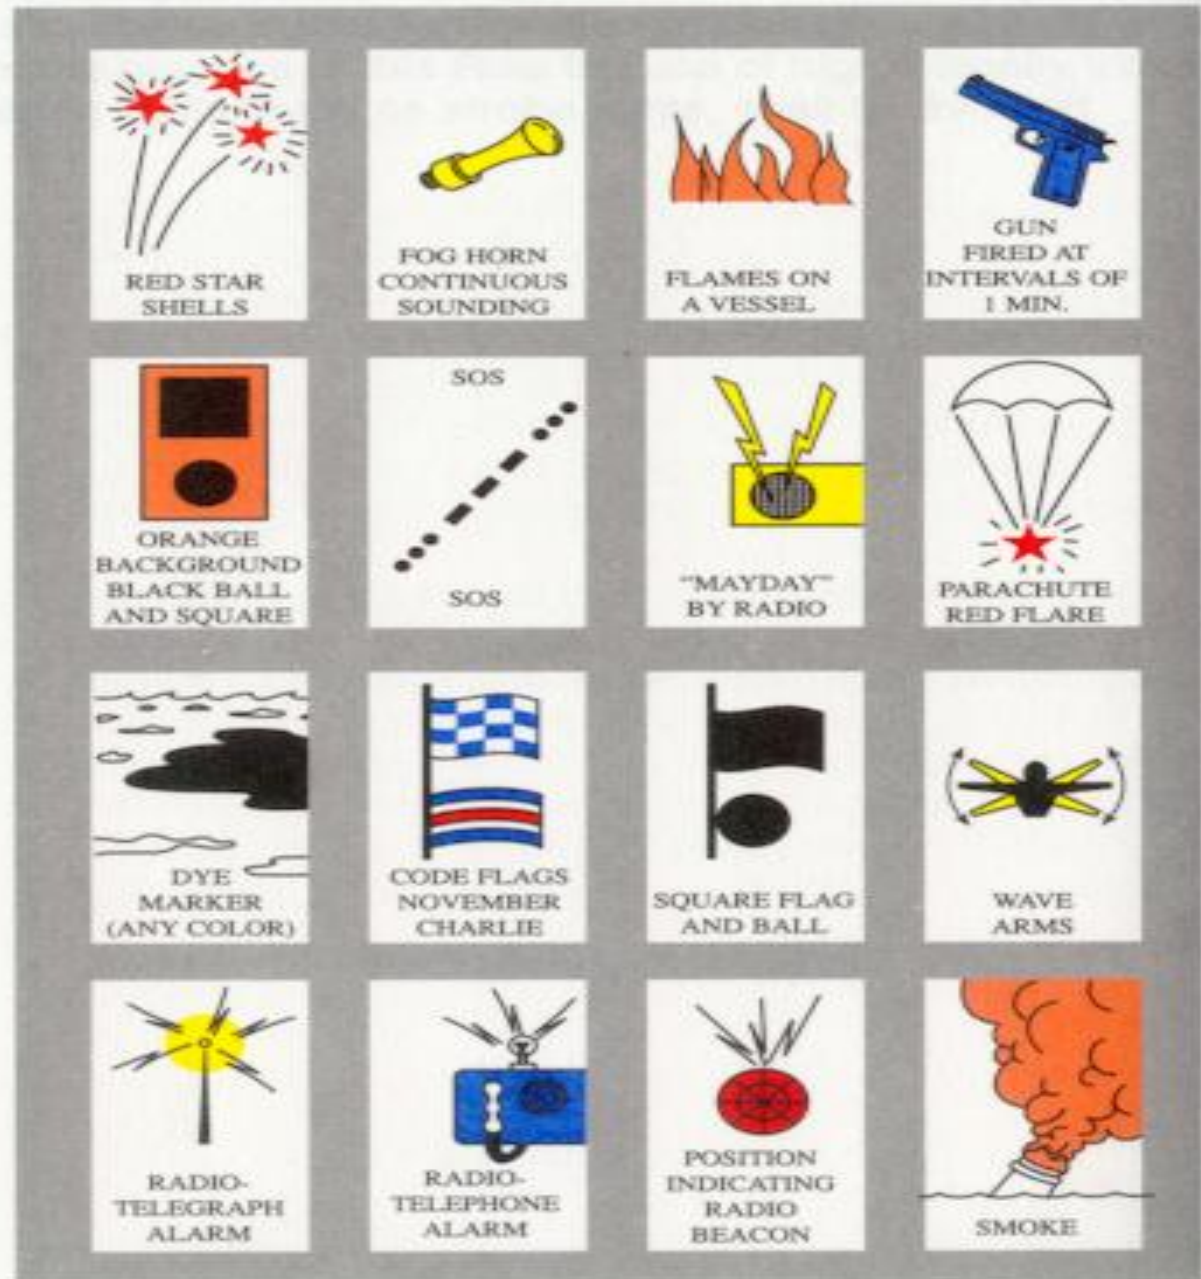 RED STAR
SHELLS
FOG HORN
CONTINUOUS
SOUNDING
FLAMES ON
A VESSEL
GUN
FIRED AT
INTERVALS OF
1 MIN.
ORANGE
BACKGROUND
BLACK BALL
AND SQUARE
SOS
SOS
"MAYDAY"
BY RADIO
PARACHUTE
RED FLARE
DYE
MARKER
(ANY COLOR)
CODE FLAGS
NOVEMBER
CHARLIE
SQUARE FLAG
AND BALL
WAVE
ARMS
RADIO-
TELEGRAPH
ALARM
RADIO-
TELEPHONE
ALARM
POSITION
INDICATING
RADIO
BEACON
SMOKE